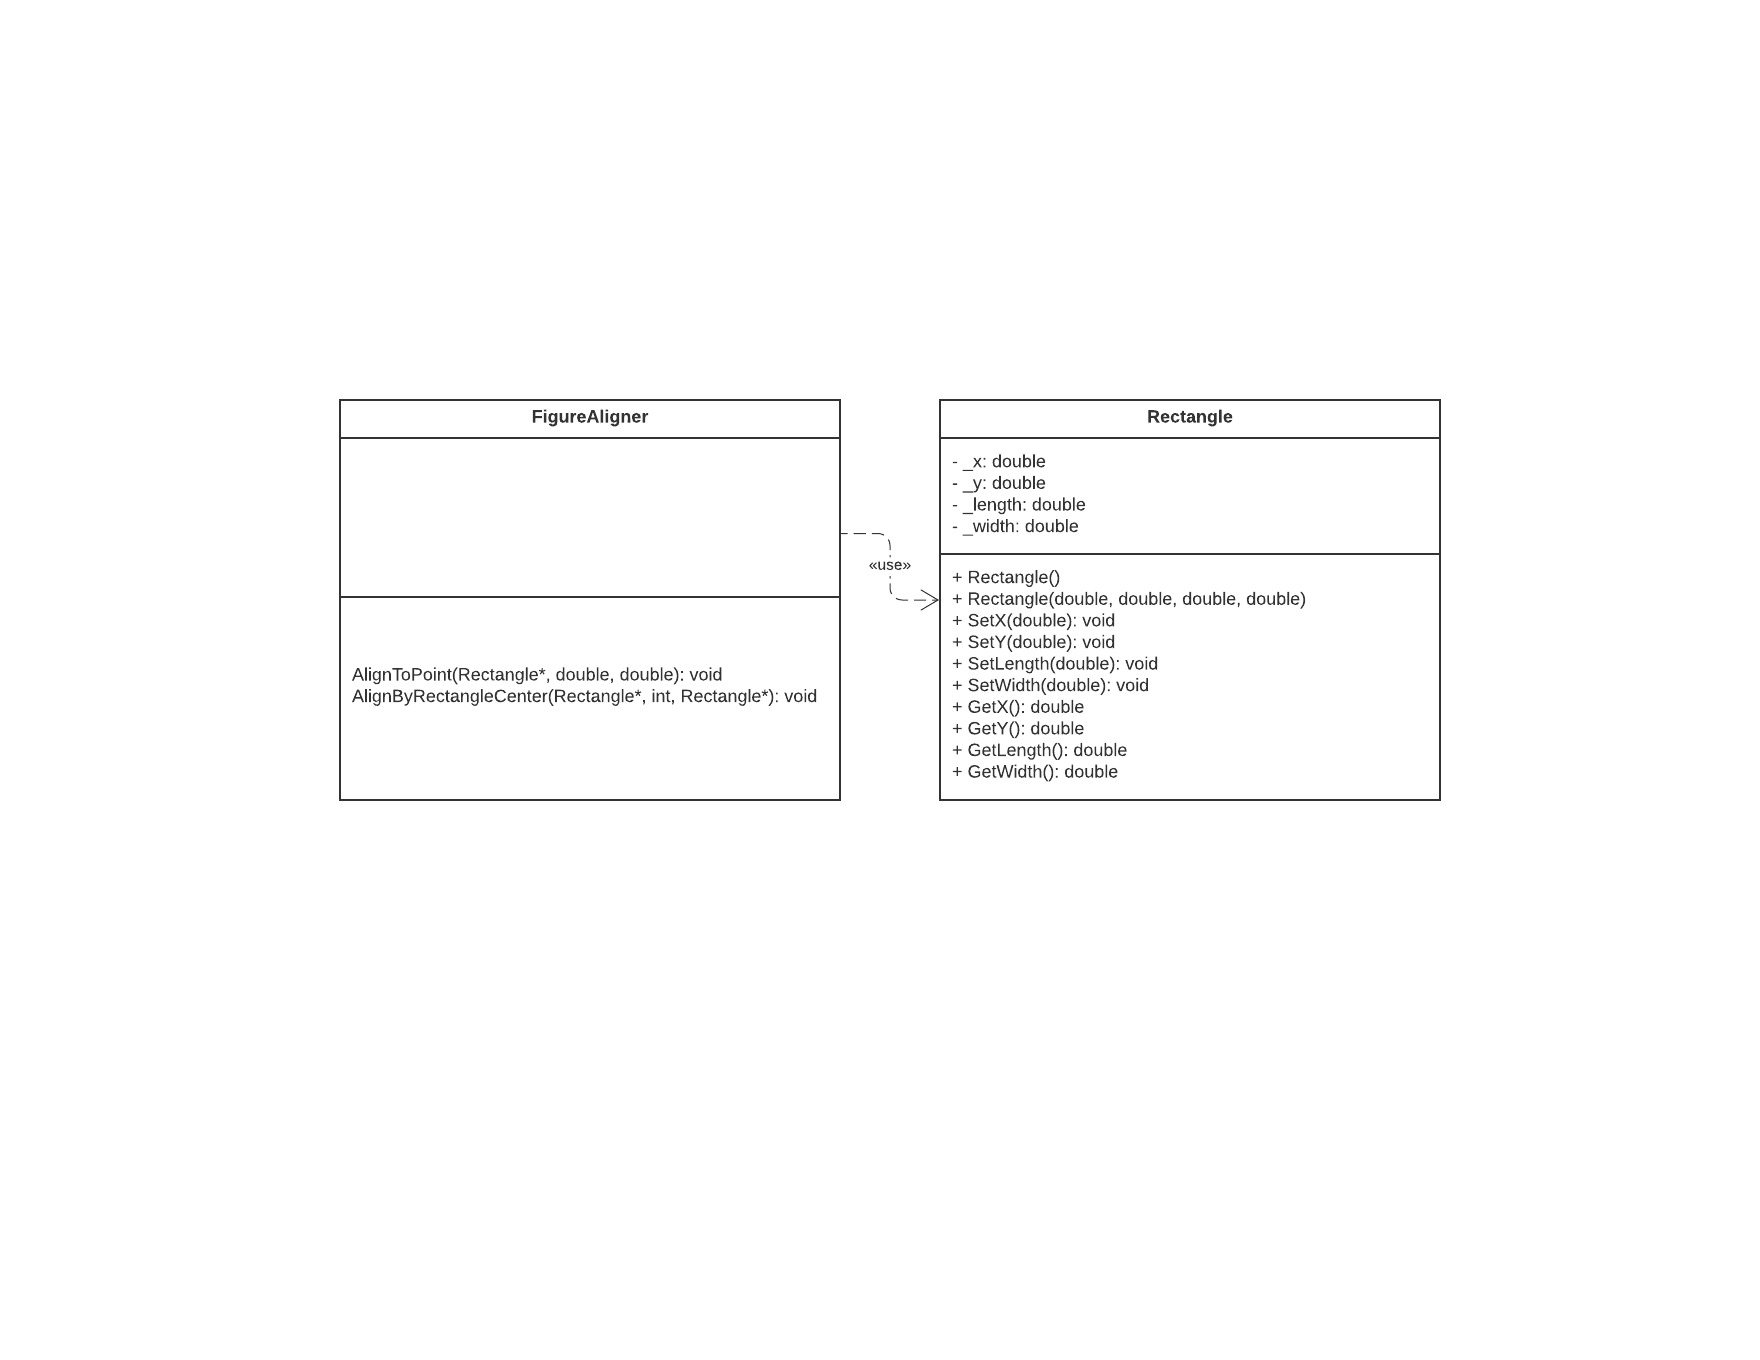 FigureAligner
AlignToPoint(Rectangle*, double, double): void
AlignByRectangleCenter(Rectangle*, int, Rectangle*): void
«use»
Rectangle
- _x: double
- _y: double
- _length: double
- _width: double
+ Rectangle()
+ Rectangle(double, double, double, double)
+ SetX(double): void
+ SetY(double): void
+ SetLength(double): void
+ SetWidth(double): void
+ GetX(): double
+ GetY(): double
+ GetLength(): double
+ GetWidth(): double